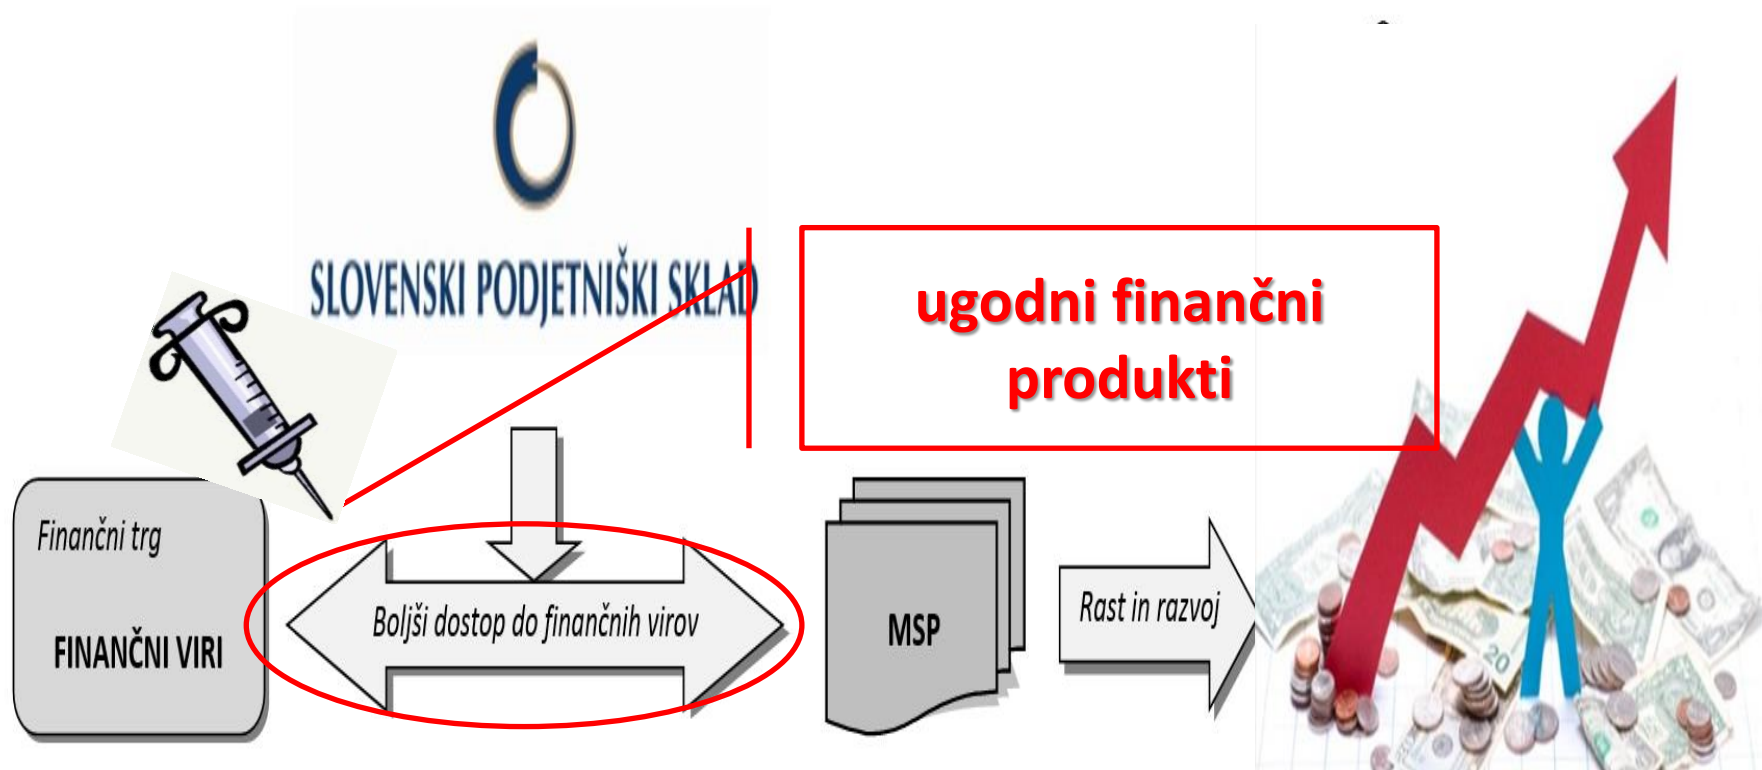 SLOVENSKI PODJETNIŠKI SKLAD
ugodni finančni
produkti
Finančni trg
FINANČNI VIRI
Boljši dostop do finančnih virov
MSP
Rast in razvoj
20